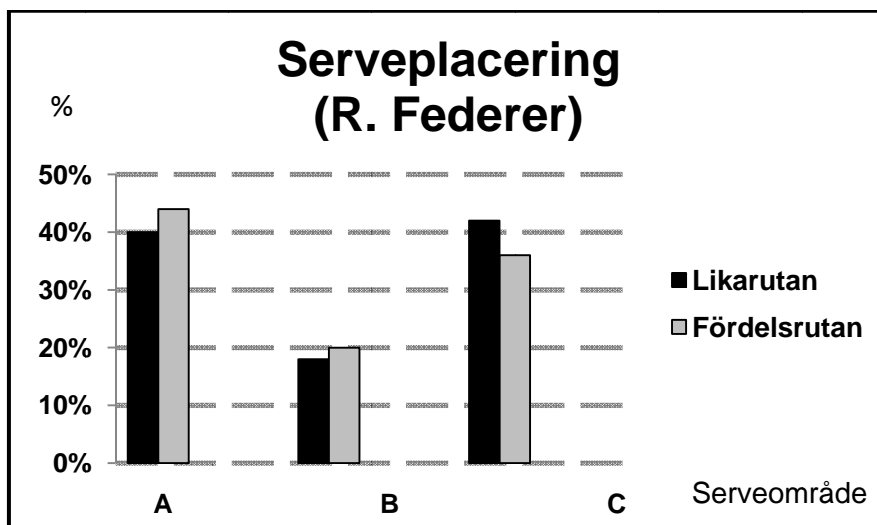 Serveplacering
(R. Federer)
%
50%
40%
30%
20%
10%
0%
A B C
Serveområde
Likarutan
Fördelsrutan